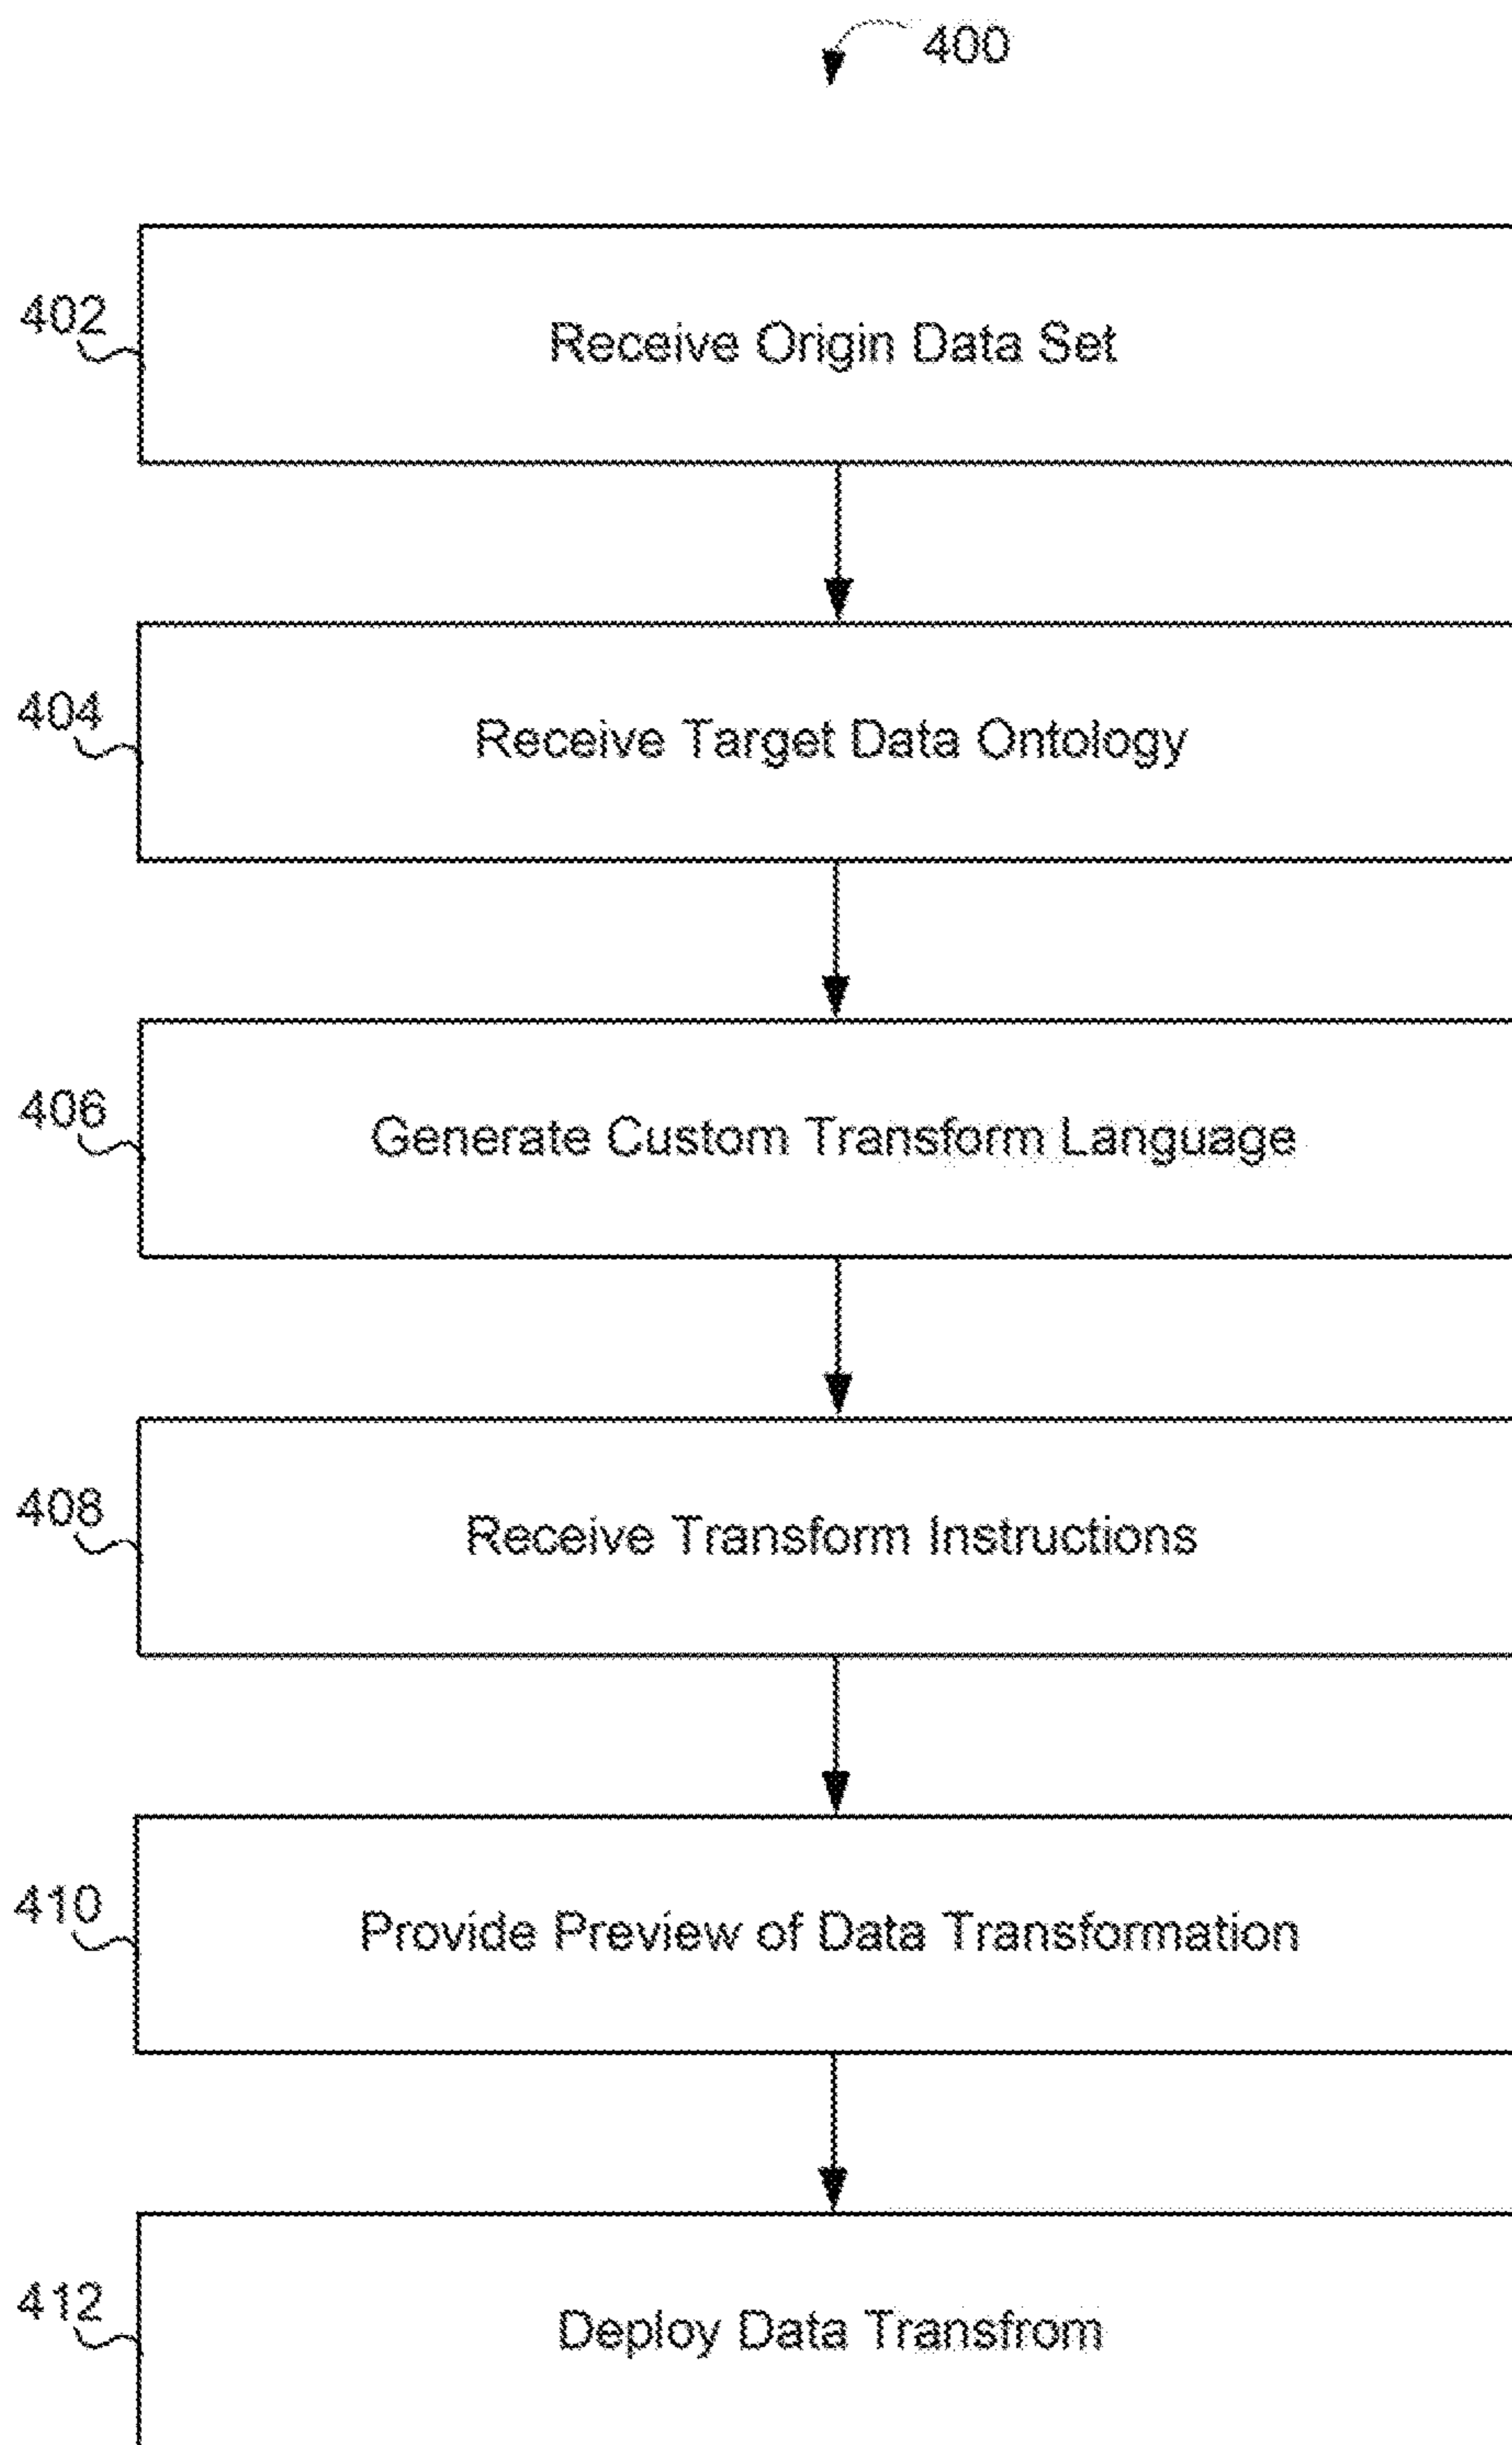 400
402
Receive Origin Data Set
404
Receive Target Data Ontology
406
Generate Custom Transform Language
408
Receive Transform Instructions
410
Provide Preview of Data Transformation
412
Deploy Data Transfrom